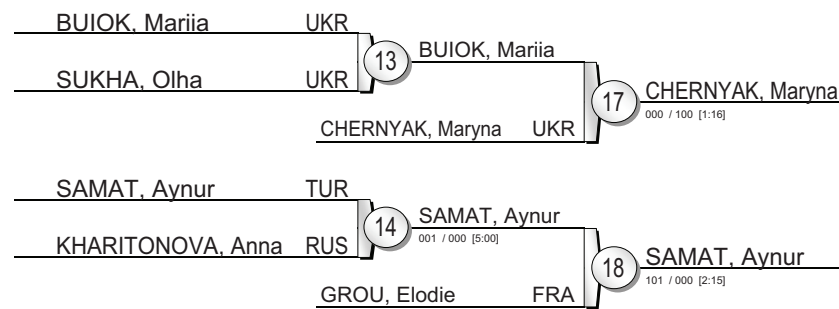 BUIOK, Mariia UKR
13 BUIOK, Mariia
SUKHA, Olha UKR
17 CHERNYAK, Maryna
000 / 100 [1:16]
CHERNYAK, Maryna UKR
SAMAT, Aynur TUR
14 SAMAT, Aynur
001 / 000 [5:00]
KHARITONOVA, Anna RUS
18 SAMAT, Aynur
101 / 000 [2:15]
GROU, Elodie FRA